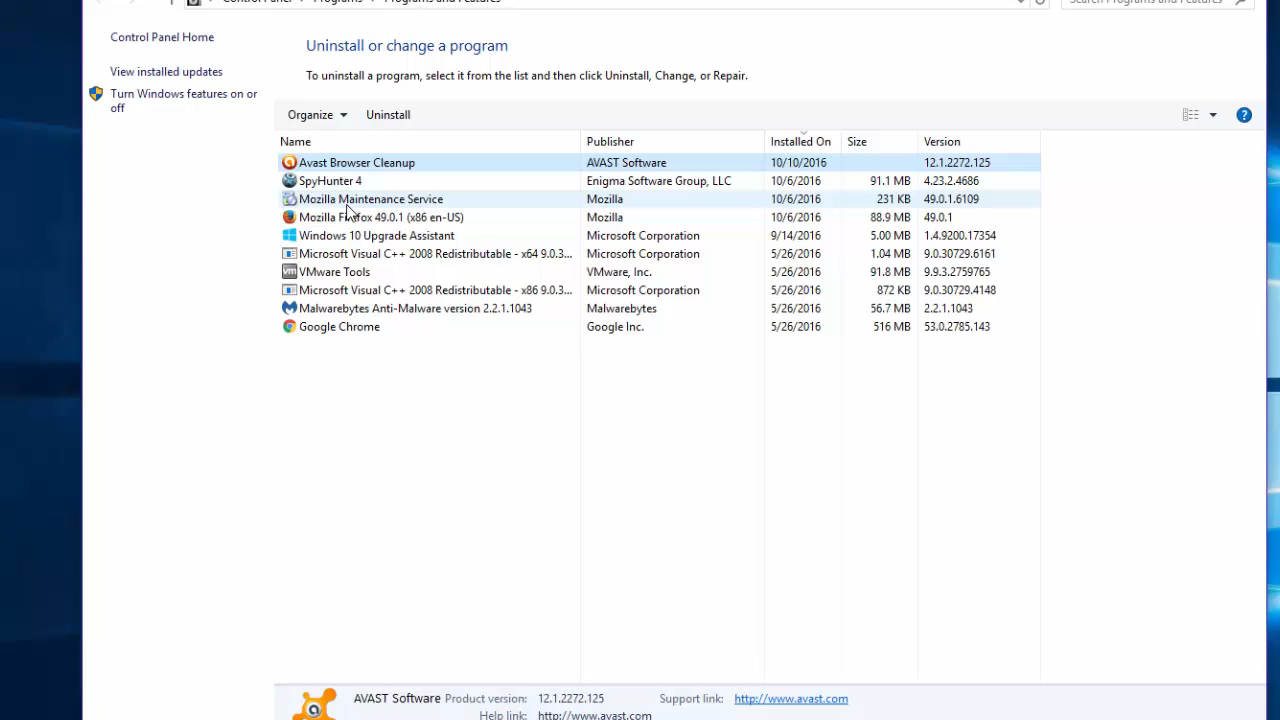 Control Panel Programs Programs and Features Search Programs and Features
Control Panel Home
View installed updates
Turn Windows features on or
off
Uninstall or change a program
To uninstall a program, select it from the list and then click Uninstall, Change, or Repair.
Organize Uninstall
Name Publisher Installed On Size Version
Avast Browser Cleanup AVAST Software 10/10/2016 12.1.2272.125
SpyHunter 4 Enigma Software Group, LLC 10/6/2016 91.1 MB 4.23.2.4686
Mozilla Maintenance Service Mozilla 10/6/2016 231 KB 49.0.1.6109
Mozilla Firefox 49.0.1 (x86 en-US) Mozilla 10/6/2016 88.9 MB 49.0.1
Windows 10 Upgrade Assistant Microsoft Corporation 9/14/2016 5.00 MB 1.4.9200.17354
Microsoft Visual C++ 2008 Redistributable - x64 9.0.3... Microsoft Corporation 5/26/2016 1.04 MB 9.0.30729.6161
vm VMware Tools VMware, Inc. 5/26/2016 91.8 MB 9.9.3.2759765
Microsoft Visual C++ 2008 Redistributable - x86 9.0.3... Microsoft Corporation 5/26/2016 872 KB 9.0.30729.4148
Malwarebytes Anti-Malware version 2.2.1.1043 Malwarebytes 5/26/2016 56.7 MB 2.2.1.1043
Google Chrome Google Inc. 5/26/2016 516 MB 53.0.2785.143
AVAST Software Product version: 12.1.2272.125 Support link: http://www.avast.com
Help link: http://www.avast.com